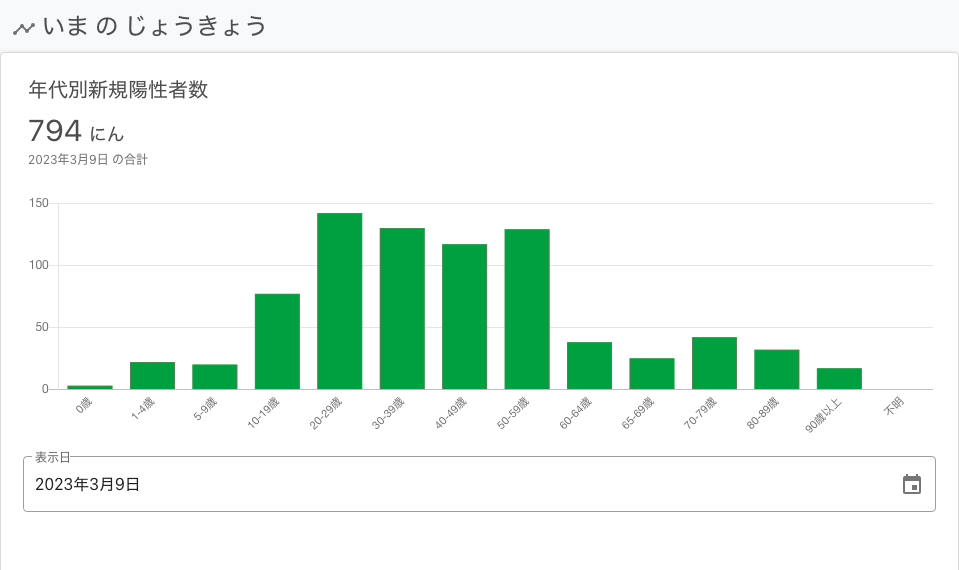 いま の じょうきょう
年代別新規陽性者数
794 にん
2023年3月9日 の合計
150
100
50
0
0歳
1-4歳
5-9歳
10-19歳
20-29歳
30-39歳
40-49歳
50-59歳
60-64歳
65-69歳
70-79歳
80-89歳
90歳以上
不明
表示日
2023年3月9日